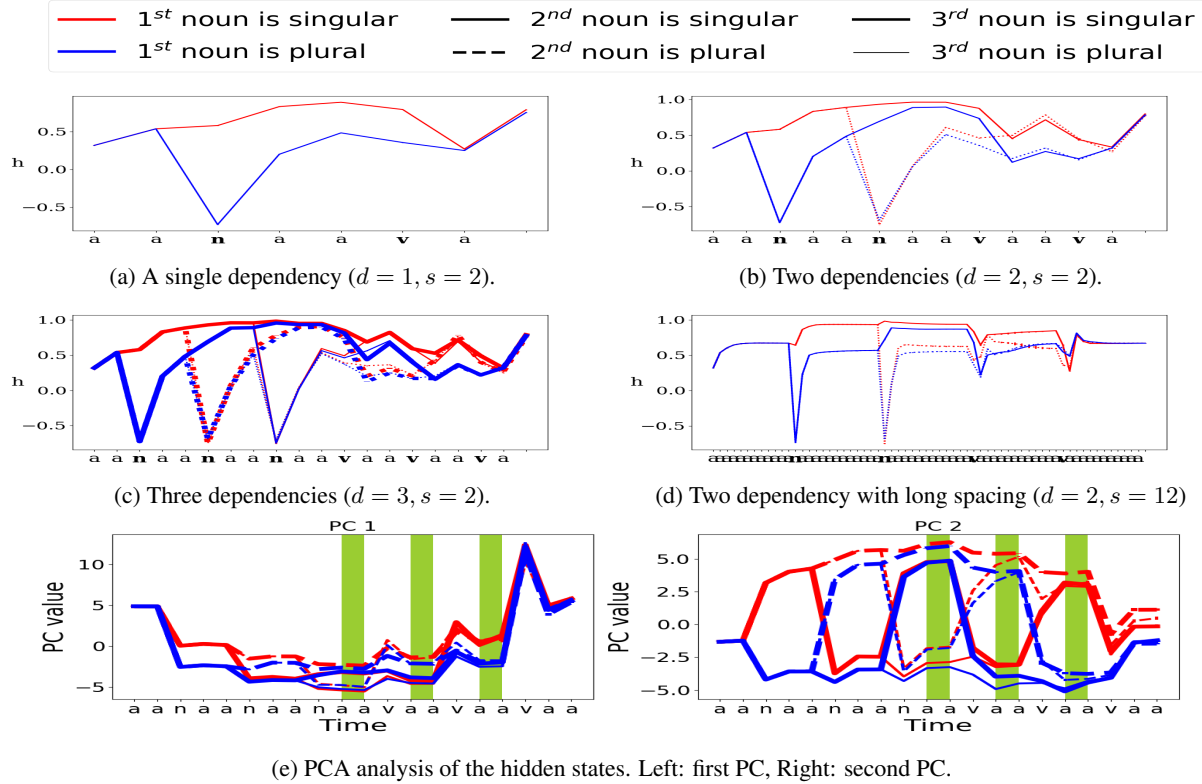 1st noun is singular 2nd noun is singular 3rd noun is singular
1st noun is plural 2nd noun is plural 3rd noun is plural
0.5
0.0
−0.5
h
a a n a a v a
(a) A single dependency (d = 1, s = 2).
1.0
0.5
0.0
−0.5
h
a a n a a n a a v a a v a
(b) Two dependencies (d = 2, s = 2).
1.0
0.5
0.0
−0.5
h
a a n a a n a a n a a v a a v a a v a
(c) Three dependencies (d = 3, s = 2).
1.0
0.5
0.0
−0.5
h
(d) Two dependency with long spacing (d = 2, s = 12)
PC 1
PC value
10
5
0
−5
a a n a a n a a n a a v a a v a a v a a
Time
PC 2
PC value
5.0
2.5
0.0
−2.5
−5.0
a a n a a n a a n a a v a a v a a v a a
Time
(e) PCA analysis of the hidden states. Left: first PC, Right: second PC.